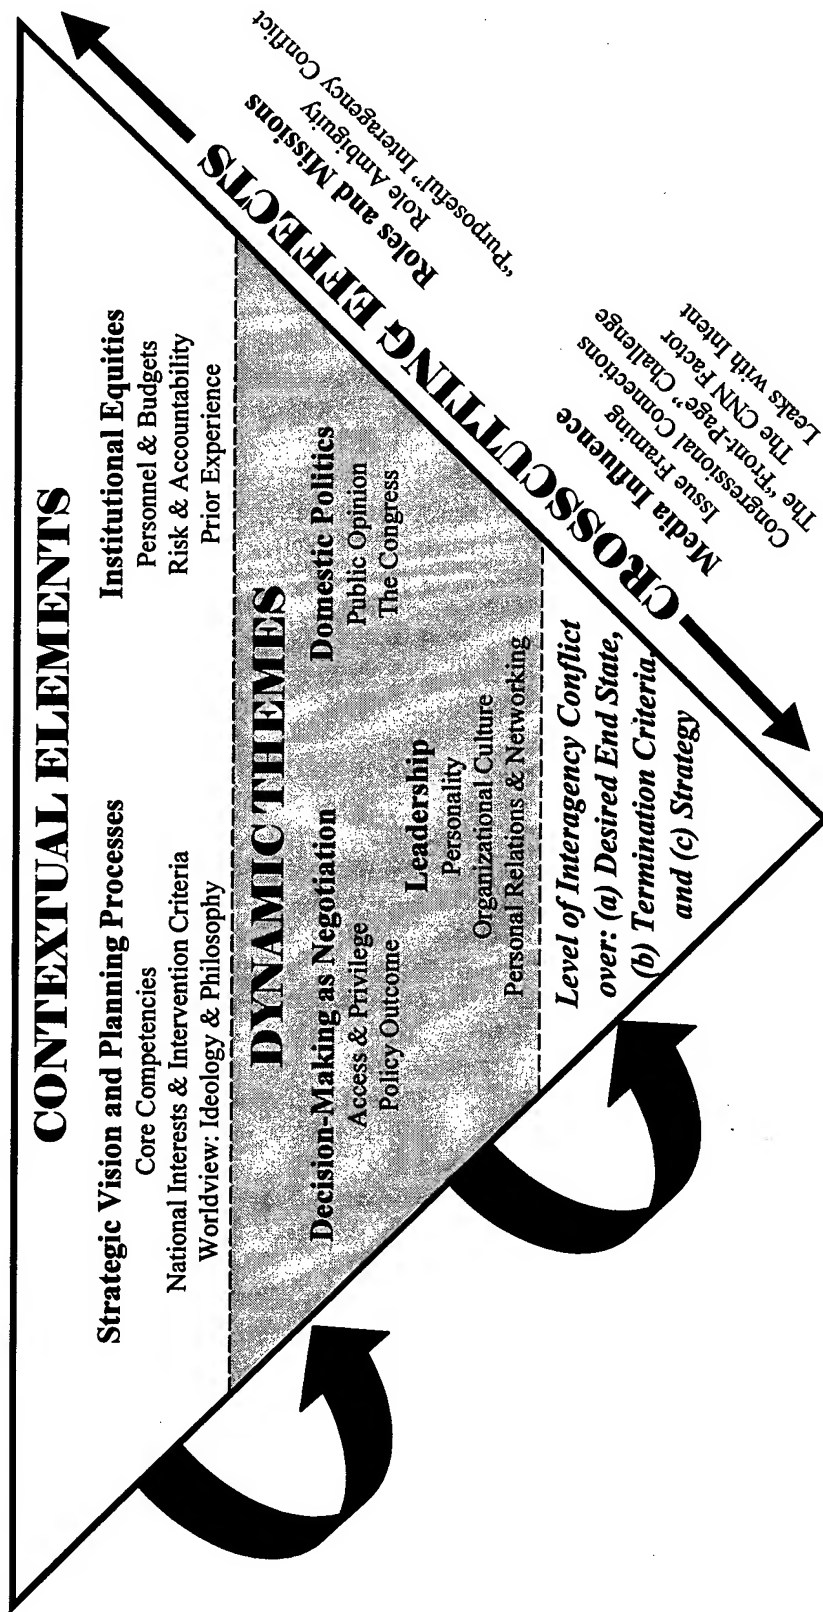 CONTEXTUAL ELEMENTS
Strategic Vision and Planning Processes
Core Competencies
National Interests & Intervention Criteria
Worldview: Ideology & Philosophy
Institutional Equities
Personnel & Budgets
Risk & Accountability
Prior Experience
DYNAMIC THEMES
Decision-Making as Negotiation
Access & Privilege
Policy Outcome
Domestic Politics
Public Opinion
The Congress
Leadership
Personality
Organizational Culture
Personal Relations & Networking
Level of Interagency Conflict
over: (a) Desired End State,
(b) Termination Criteria,
and (c) Strategy
CROSSCUTTING EFFECTS
Roles and Missions
Role Ambiguity
"Purposeful" Interagency Conflict
Media Influence
Issue Framing
Congressional Connections
The "Front-Page" Challenge
The CNN Factor
Leaks with Intent